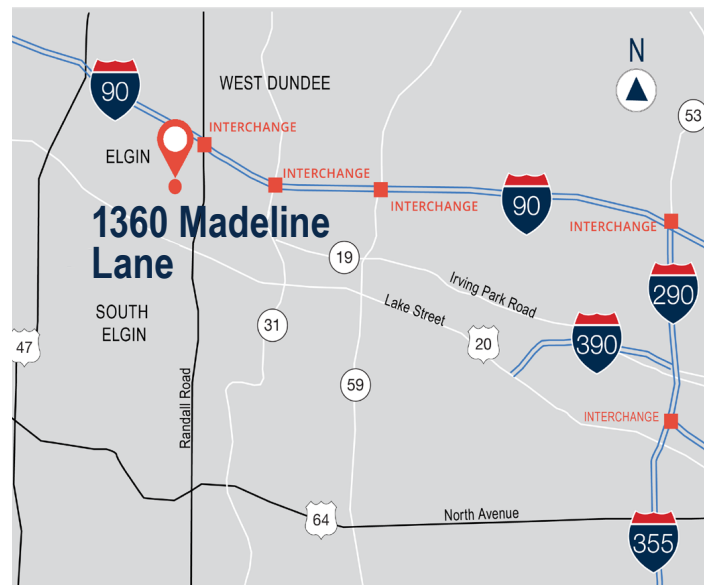 N
WEST DUNDEE
90
53
INTERCHANGE
ELGIN
INTERCHANGE
INTERCHANGE
90
INTERCHANGE
1360 Madeline
Lane
19
Irving Park Road
290
Lake Street
SOUTH
ELGIN
31
20
390
47
59
Randall Road
INTERCHANGE
64
North Avenue
355